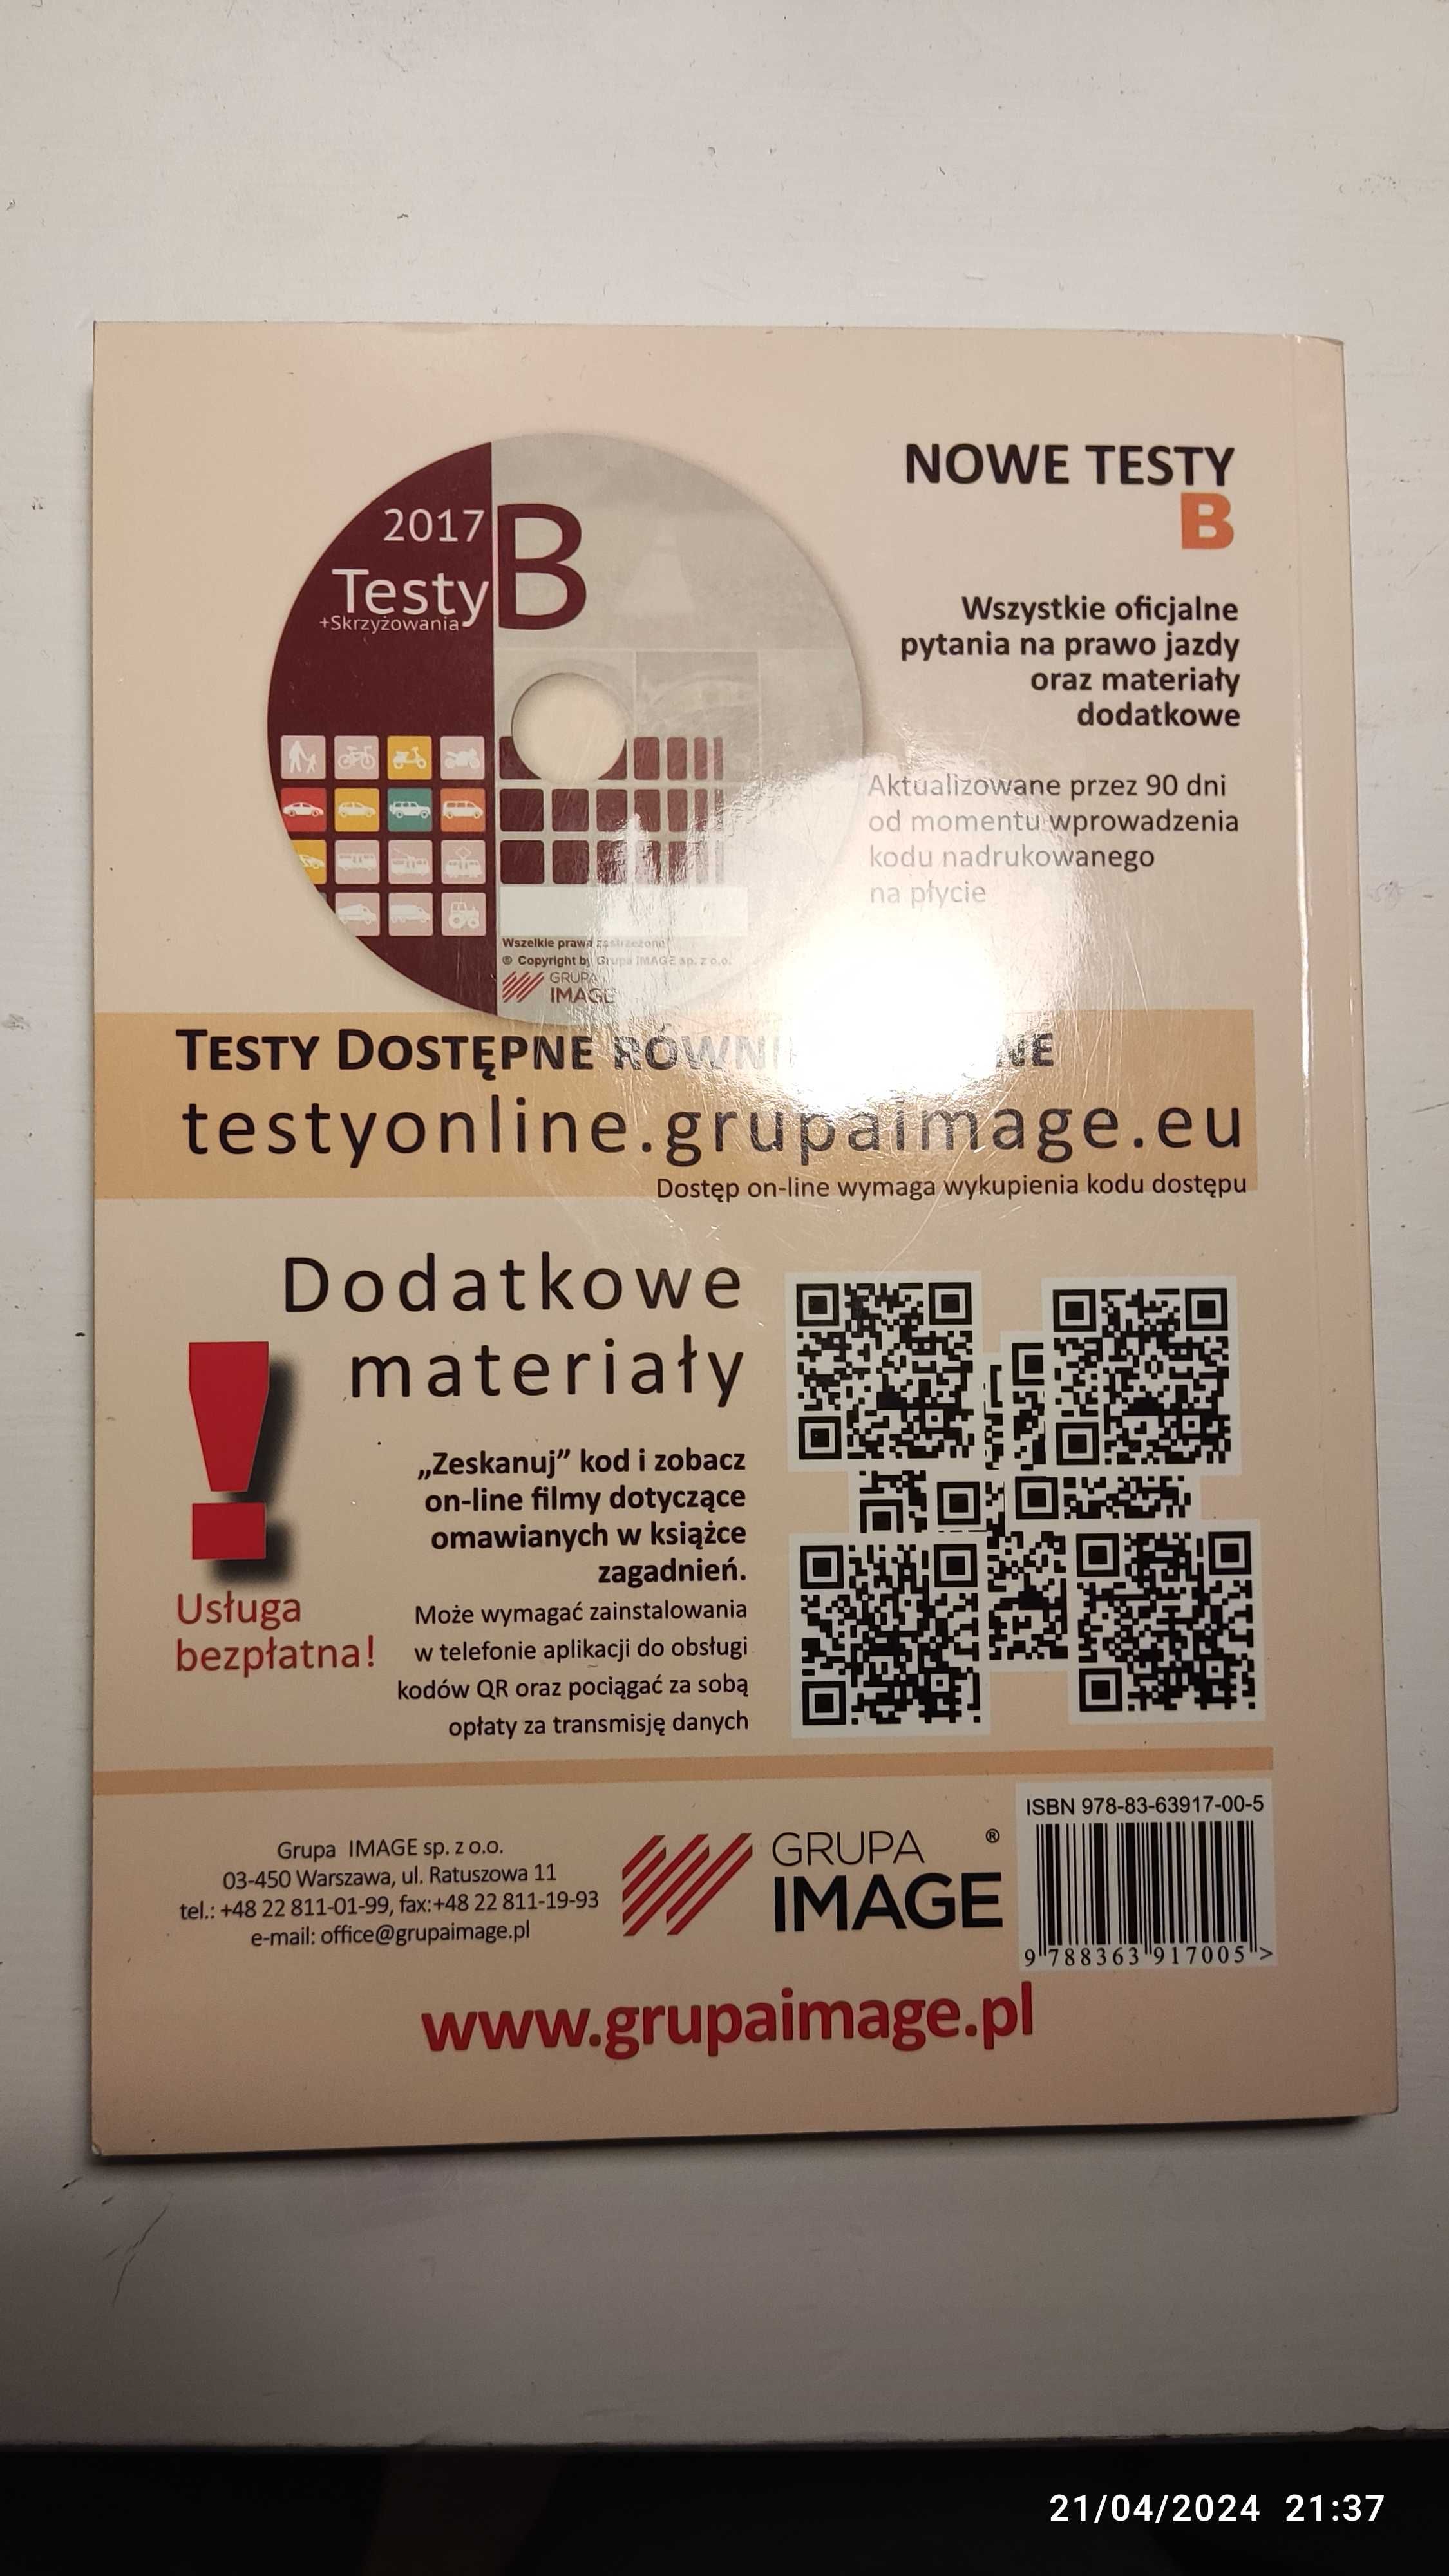 2017
Testy
+Skrzyżowania
B
Wszelkie prawa zastrzeżone
© Copyright by Grupa IMAGE sp. z o.o.
GRUPA
IMAGE
NOWE TESTY
B
Wszystkie oficjalne
pytania na prawo jazdy
oraz materiały
dodatkowe
Aktualizowane przez 90 dni
od momentu wprowadzenia
kodu nadrukowanego
na płycie
TESTY DOSTĘPNE
testyonline.grupaimage.eu
Dostęp on-line wymaga wykupienia kodu dostępu
Dodatkowe
materiały
!
Usługa
bezpłatna!
„Zeskanuj” kod i zobacz
on-line filmy dotyczące
omawianych w książce
zagadnień.
Może wymagać zainstalowania
w telefonie aplikacji do obsługi
kodów QR oraz pociągać za sobą
opłaty za transmisję danych
Grupa IMAGE sp. z o.o.
03-450 Warszawa, ul. Ratuszowa 11
tel.: +48 22 811-01-99, fax:+48 22 811-19-93
e-mail: office@grupaimage.pl
GRUPA ®
IMAGE
ISBN 978-83-63917-00-5
9 788363 917005 >
www.grupaimage.pl
21/04/2024 21:37